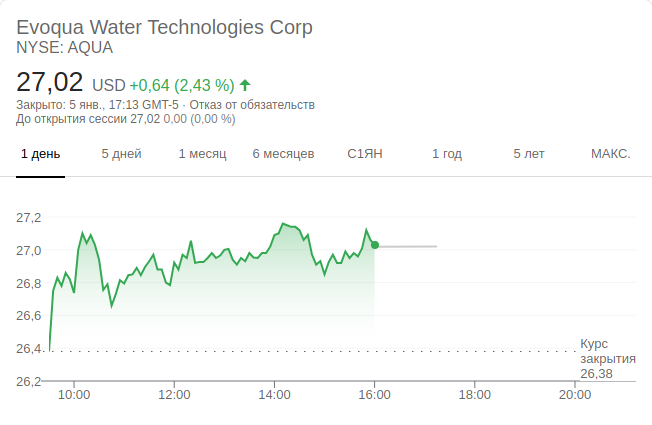 Evoqua Water Technologies Corp
NYSE: AQUA
27,02 USD +0,64 (2,43 %)
Закрыто: 5 янв., 17:13 GMT-5 · Отказ от обязательств
До открытия сессии 27,02 0,00 (0,00 %)
1 день 5 дней 1 месяц 6 месяцев С1ЯН 1 год 5 лет МАКС.
27,2
27,0
26,8
26,6
26,4
26,2
Курс
закрытия
26,38
10:00 12:00 14:00 16:00 18:00 20:00